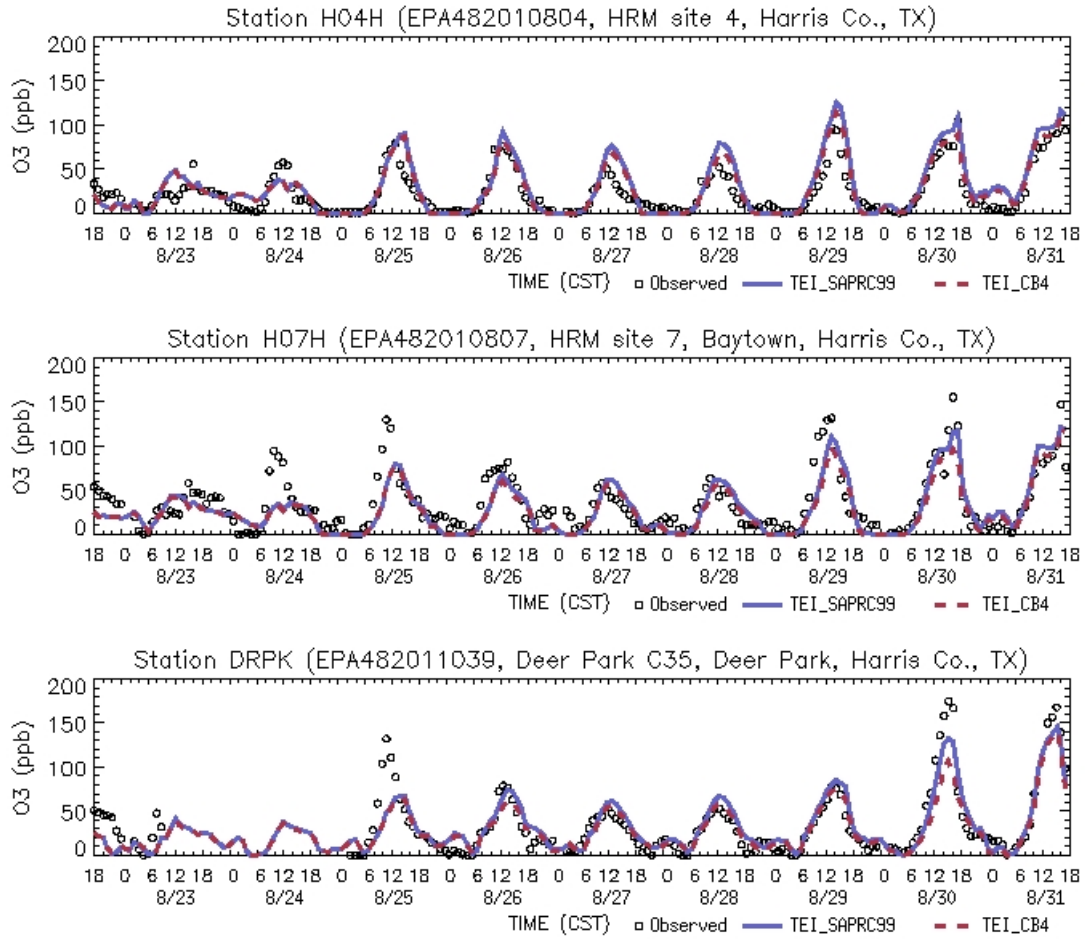 Station H04H (EPA482010804, HRM site 4, Harris Co., TX)
200
150
100
50
0
O3 (ppb)
18 0 6 12 18 0 6 12 18 0 6 12 18 0 6 12 18 0 6 12 18 0 6 12 18 0 6 12 18 0 6 12 18 0 6 12 18
8/23 8/24 8/25 8/26 8/27 8/28 8/29 8/30 8/31
TIME (CST) Observed TEI_SAPRC99 TEI_CB4
Station H07H (EPA482010807, HRM site 7, Baytown, Harris Co., TX)
200
150
100
50
0
O3 (ppb)
18 0 6 12 18 0 6 12 18 0 6 12 18 0 6 12 18 0 6 12 18 0 6 12 18 0 6 12 18 0 6 12 18 0 6 12 18
8/23 8/24 8/25 8/26 8/27 8/28 8/29 8/30 8/31
TIME (CST) Observed TEI_SAPRC99 TEI_CB4
Station DRPK (EPA482011039, Deer Park C35, Deer Park, Harris Co., TX)
200
150
100
50
0
O3 (ppb)
18 0 6 12 18 0 6 12 18 0 6 12 18 0 6 12 18 0 6 12 18 0 6 12 18 0 6 12 18 0 6 12 18 0 6 12 18
8/23 8/24 8/25 8/26 8/27 8/28 8/29 8/30 8/31
TIME (CST) Observed TEI_SAPRC99 TEI_CB4